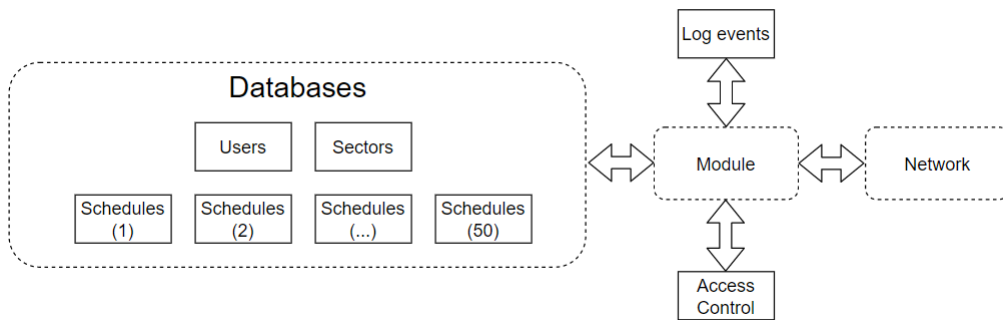 Log events
Databases
Users
Sectors
Module
Network
Schedules
(1)
Schedules
(2)
Schedules
(...)
Schedules
(50)
Access
Control